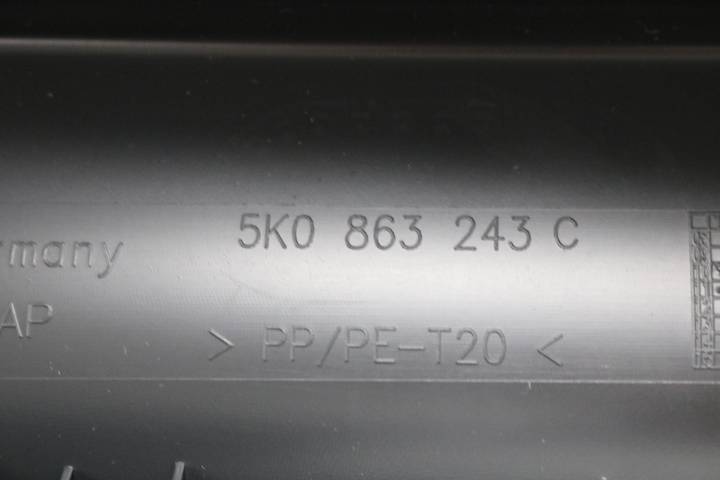 5K0 863 243 C
rmany
AP
> PP/PE-T20 <